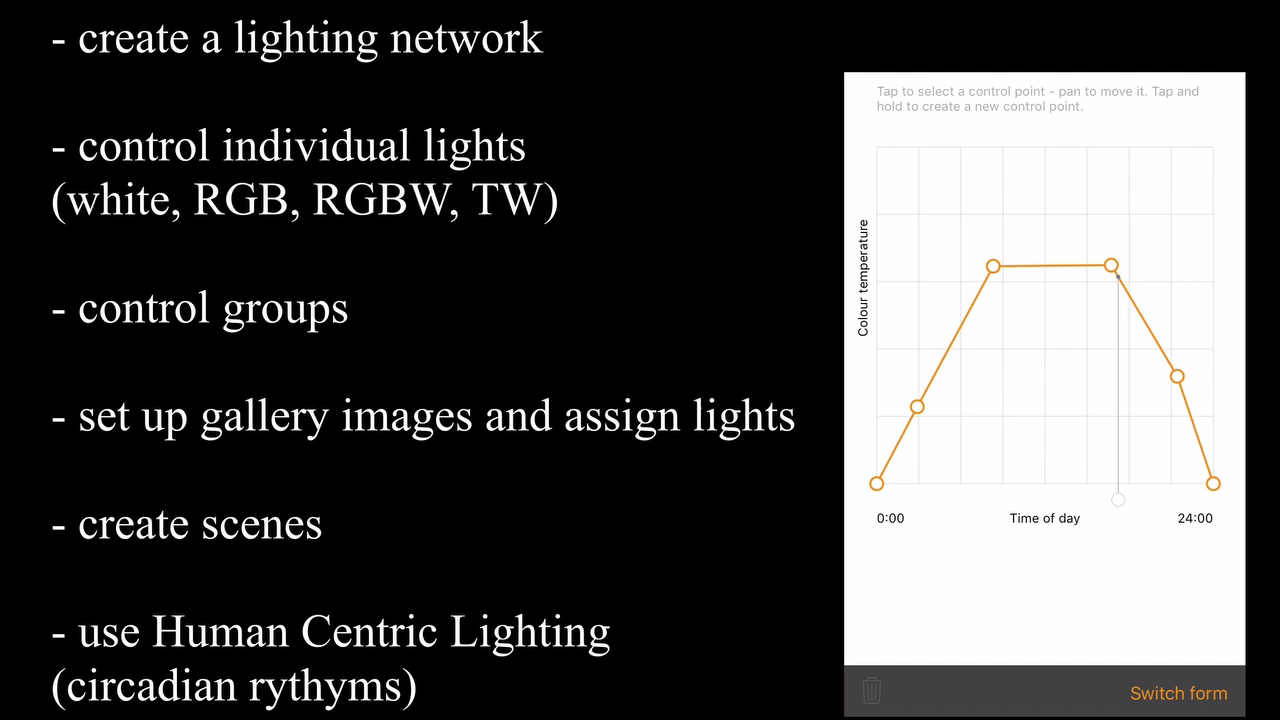 - create a lighting network
- control individual lights
(white, RGB, RGBW, TW)
- control groups
- set up gallery images and assign lights
- create scenes
- use Human Centric Lighting
(circadian rythyms)
Tap to select a control point - pan to move it. Tap and
hold to create a new control point.
Colour temperature
0:00 Time of day 24:00
Switch form